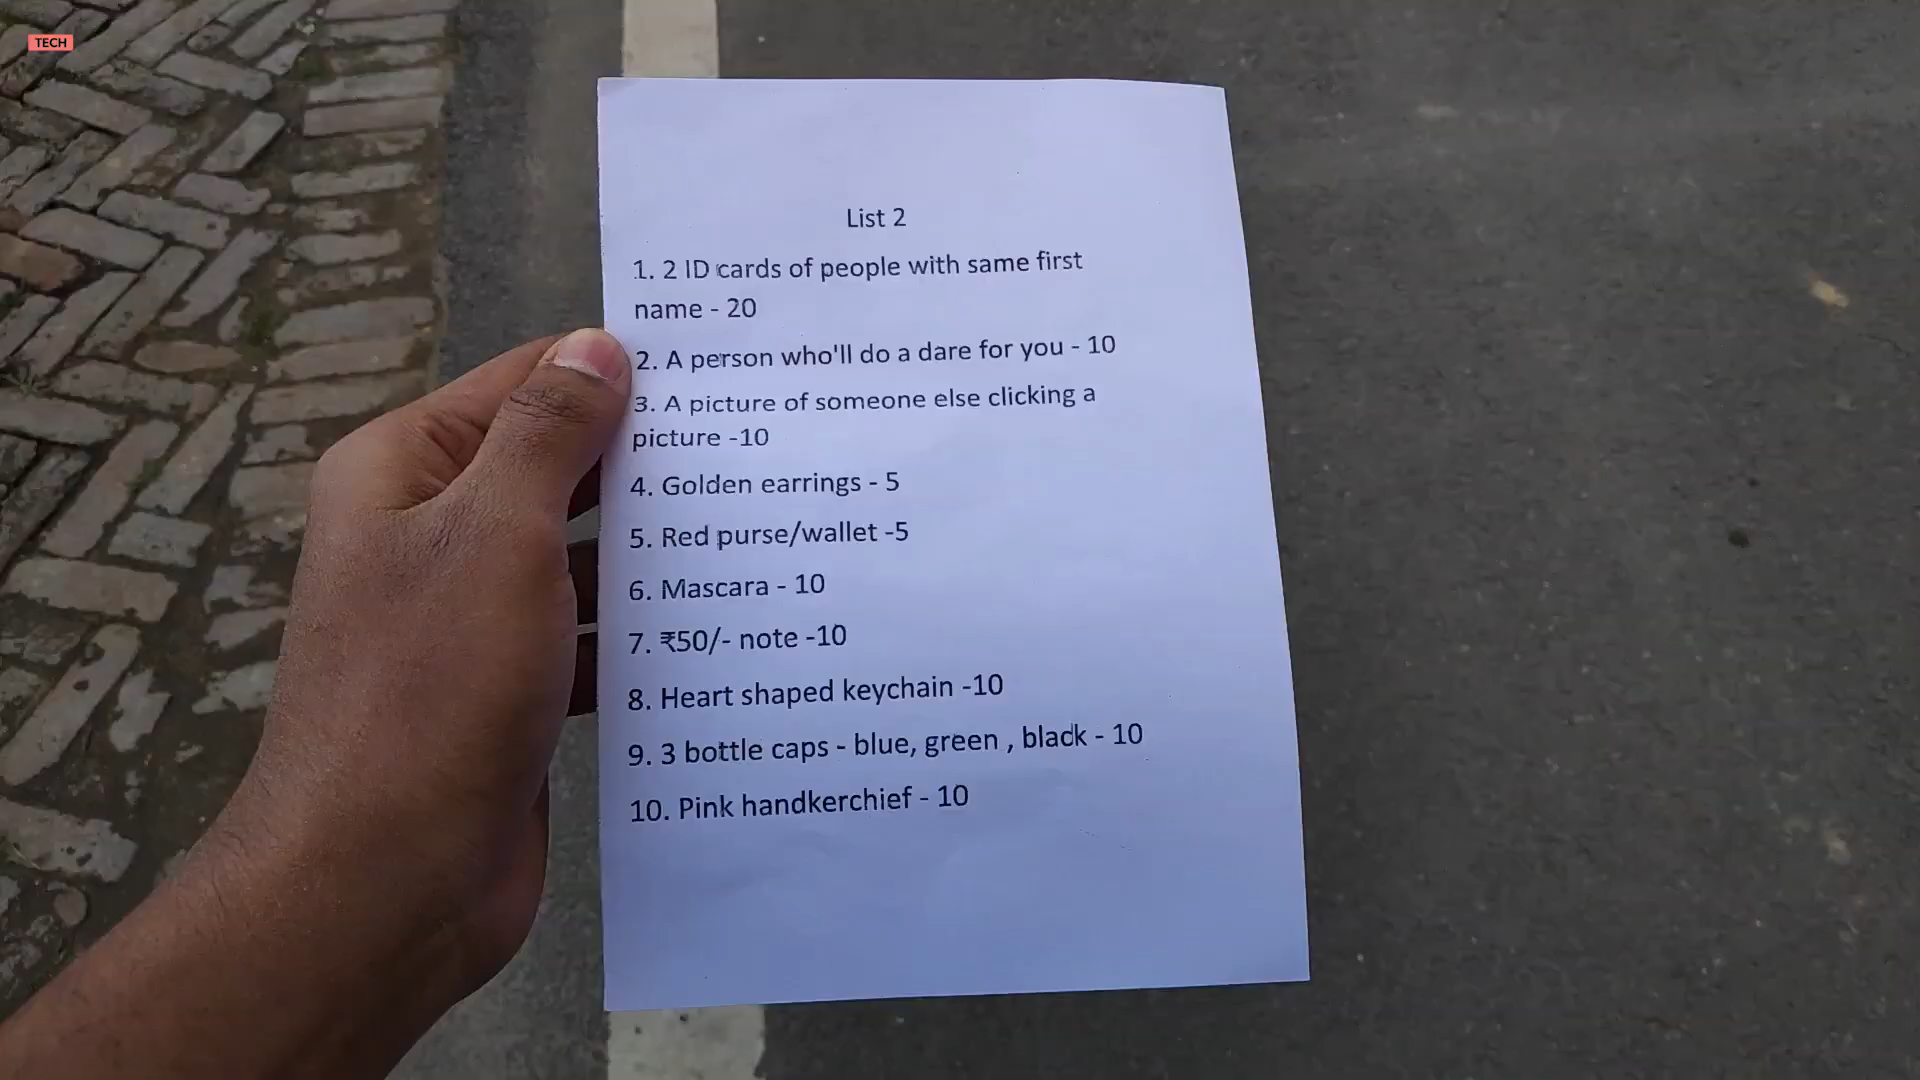 TECH
List 2
1. 2 ID cards of people with same first
name - 20
2. A person who'll do a dare for you - 10
3. A picture of someone else clicking a
picture -10
4. Golden earrings - 5
5. Red purse/wallet -5
6. Mascara - 10
7. ₹50/- note -10
8. Heart shaped keychain -10
9. 3 bottle caps - blue, green , black - 10
10. Pink handkerchief - 10